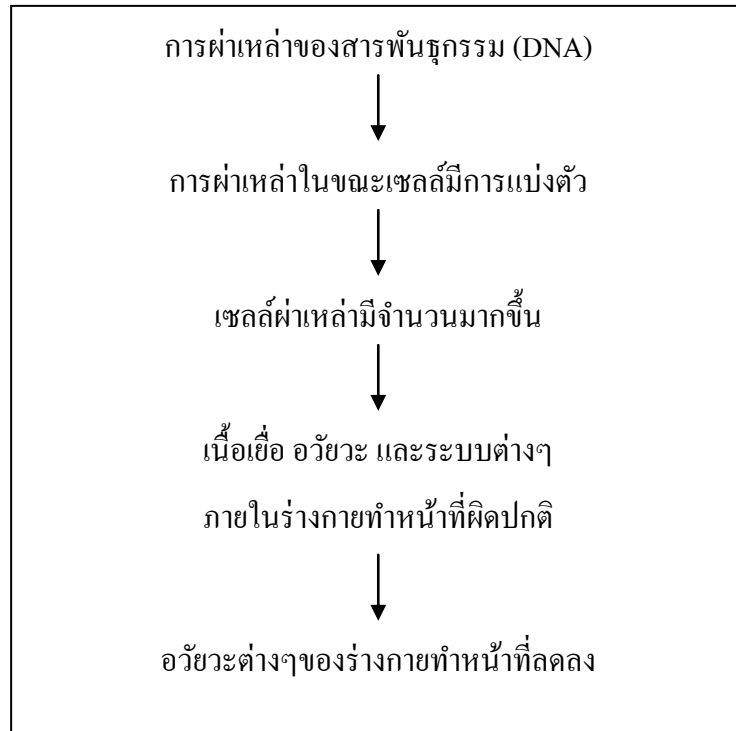 การผ่าเหล่าของสารพันธุกรรม (DNA)
การผ่าเหล่าในขณะเซลล์มีการแบ่งตัว
เซลล์ผ่าเหล่ามีจำนวนมากขึ้น
เนื้อเยื่อ อวัยวะ และระบบต่างๆ
ภายในร่างกายทำหน้าที่ผิดปกติ
อวัยวะต่างๆของร่างกายทำหน้าที่ลดลง